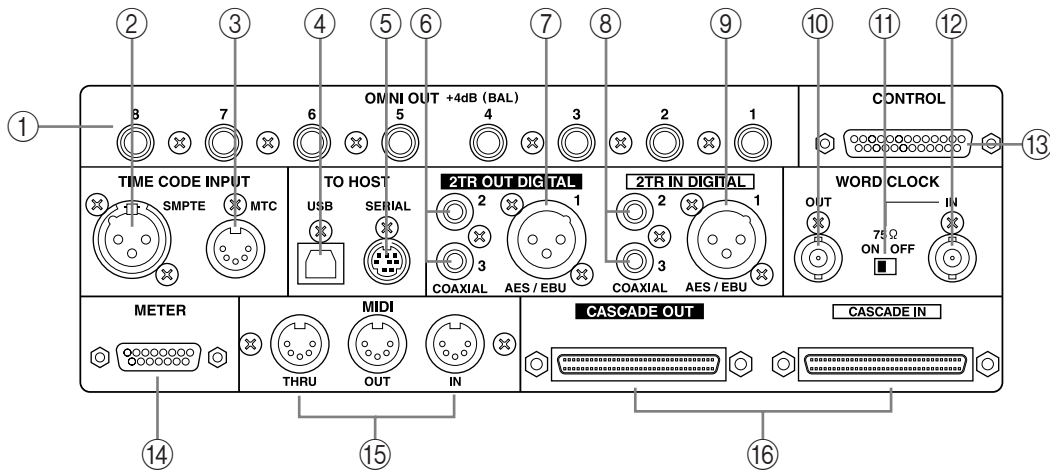 ② ③ ④ ⑤ ⑥ ⑦ ⑧ ⑨ ⑩ ⑪ ⑫
OMNI OUT +4dB (BAL)
CONTROL
① 8 7 6 5 4 3 2 1
⑬
TIME CODE INPUT
SMPTE MTC
TO HOST
USB SERIAL
2TR OUT DIGITAL
2 1
3
COAXIAL AES / EBU
2TR IN DIGITAL
2 1
3
COAXIAL AES / EBU
WORD CLOCK
OUT IN
75Ω
ON OFF
METER
MIDI
THRU OUT IN
CASCADE OUT
CASCADE IN
⑭ ⑮ ⑯